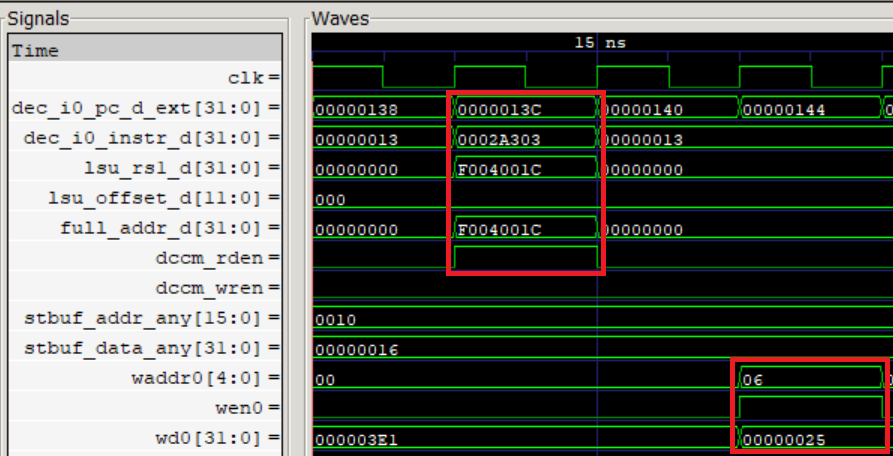 Signals Waves
Time 15 ns
clk=
dec_i0_pc_d_ext[31:0]= 00000138 0000013C 00000140 00000144 0
dec_i0_instr_d[31:0]= 00000013 0002A303 00000013
lsu_rs1_d[31:0]= 00000000 F004001C 00000000
lsu_offset_d[11:0]= 000
full_addr_d[31:0]= 00000000 F004001C 00000000
dccm_rden=
dccm_wren=
stbuf_addr_any[15:0]= 0010
stbuf_data_any[31:0]= 00000016
waddr0[4:0]= 00 06
wen0=
wd0[31:0]= 000003E1 00000025